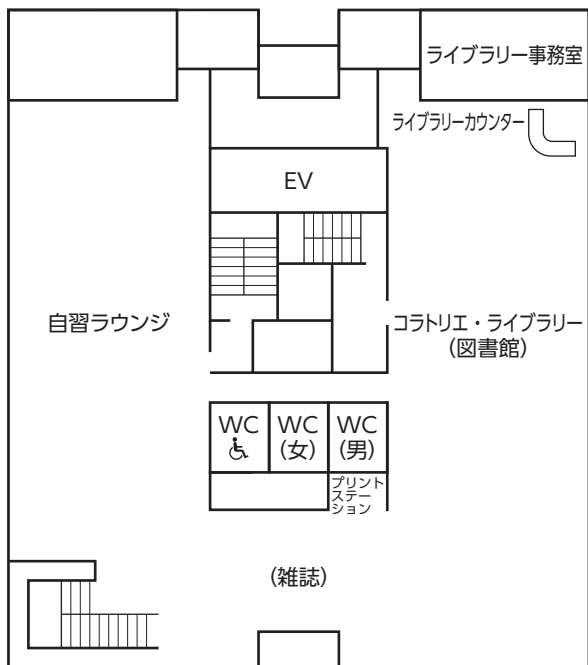 ライブラリー事務室
ライブラリーカウンター
EV
自習ラウンジ
コラトリエ・ライブラリー
(図書館)
WC
WC
(女)
WC
(男)
プリント
ステー
ション
(雑誌)